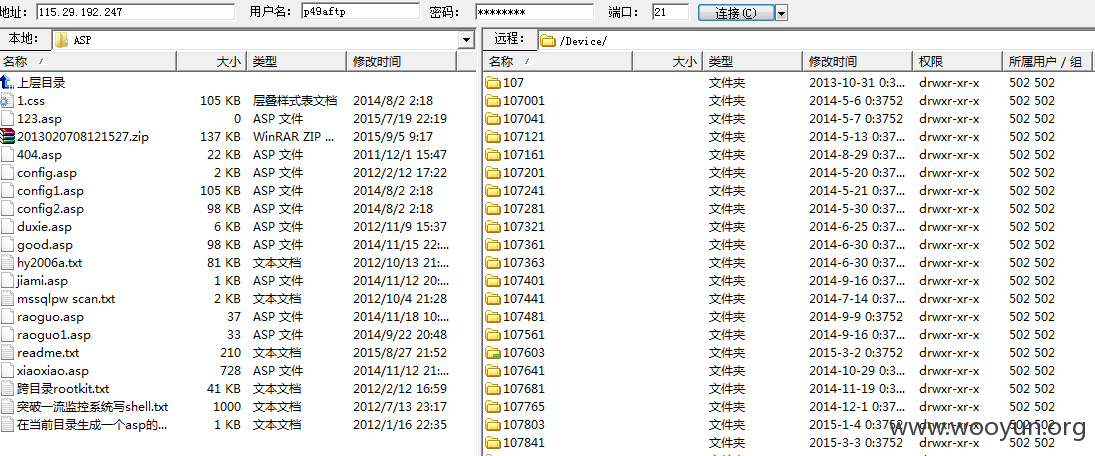 地址: 115.29.192.247 用户名: p49aftp 密码: ******** 端口: 21 连接(C)
本地: ASP 远程: /Device/
名称 大小 类型 修改时间 名称 大小 类型 修改时间 权限 所属用户 / 组
上层目录 107 文件夹 2013-10-31 0:3... drwxr-xr-x 502 502
1.css 105 KB 层叠样式表文档 2014/8/2 2:18 107001 文件夹 2014-5-6 0:3752 drwxr-xr-x 502 502
123.asp 0 ASP 文件 2015/7/19 22:19 107041 文件夹 2014-5-7 0:3752 drwxr-xr-x 502 502
2013020708121527.zip 137 KB WinRAR ZIP ... 2015/9/5 9:17 107121 文件夹 2014-5-13 0:37... drwxr-xr-x 502 502
404.asp 22 KB ASP 文件 2011/12/1 15:47 107161 文件夹 2014-8-29 0:37... drwxr-xr-x 502 502
config.asp 2 KB ASP 文件 2012/2/12 17:22 107201 文件夹 2014-5-20 0:37... drwxr-xr-x 502 502
config1.asp 105 KB ASP 文件 2014/8/2 2:18 107241 文件夹 2014-5-21 0:37... drwxr-xr-x 502 502
config2.asp 98 KB ASP 文件 2014/8/2 2:18 107281 文件夹 2014-5-30 0:37... drwxr-xr-x 502 502
duxie.asp 6 KB ASP 文件 2012/11/9 15:37 107321 文件夹 2014-6-25 0:37... drwxr-xr-x 502 502
good.asp 98 KB ASP 文件 2014/11/15 22:... 107361 文件夹 2014-6-30 0:37... drwxr-xr-x 502 502
hy2006a.txt 81 KB 文本文档 2012/10/13 21:... 107363 文件夹 2014-6-30 0:37... drwxr-xr-x 502 502
jiami.asp 1 KB ASP 文件 2014/11/12 20:... 107401 文件夹 2014-9-16 0:37... drwxr-xr-x 502 502
mssqlpw scan.txt 2 KB 文本文档 2012/10/4 21:28 107441 文件夹 2014-7-14 0:37... drwxr-xr-x 502 502
raoguo.asp 37 ASP 文件 2014/11/18 10:... 107481 文件夹 2014-9-9 0:3752 drwxr-xr-x 502 502
raoguo1.asp 33 ASP 文件 2014/9/22 20:48 107561 文件夹 2014-9-16 0:37... drwxr-xr-x 502 502
readme.txt 210 文本文档 2015/8/27 21:52 107603 文件夹 2015-3-2 0:3752 drwxr-xr-x 502 502
xiaoxiao.asp 728 ASP 文件 2014/11/12 21:... 107641 文件夹 2014-10-29 0:3... drwxr-xr-x 502 502
跨目录rootkit.txt 41 KB 文本文档 2012/2/12 16:59 107681 文件夹 2014-11-19 0:3... drwxr-xr-x 502 502
突破一流监控系统写shell.txt 1000 文本文档 2012/7/13 23:17 107765 文件夹 2014-12-1 0:37... drwxr-xr-x 502 502
在当前目录生成一个asp的... 1 KB 文本文档 2012/1/16 22:35 107803 文件夹 2015-1-4 0:3752 drwxr-xr-x 502 502
107841 文件夹 2015-3-3 0:3752 drwxr-xr-x 502 502
www.wooyun.org